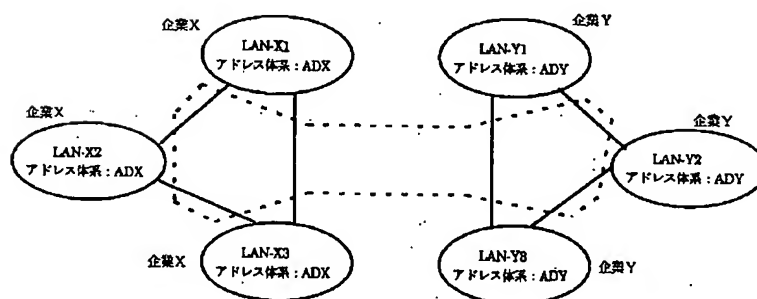 企業X
LAN-X1
アドレス体系:ADX
企業Y
LAN-Y1
アドレス体系:ADY
企業X
LAN-X2
アドレス体系:ADX
企業Y
LAN-Y2
アドレス体系:ADY
企業X
LAN-X3
アドレス体系:ADX
LAN-Y3
アドレス体系:ADY
企業Y